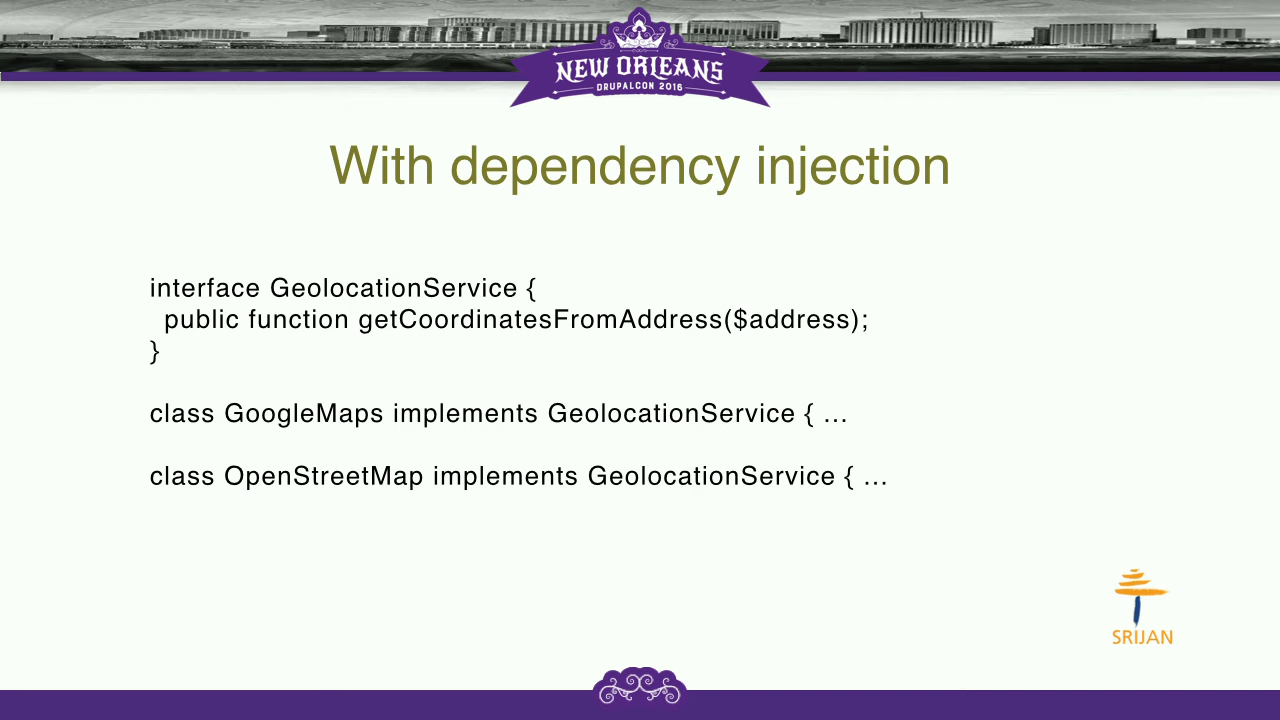 NEW ORLEANS
DRUPALCON 2016
With dependency injection
interface GeolocationService {
  public function getCoordinatesFromAddress($address);
}
class GoogleMaps implements GeolocationService { ...
class OpenStreetMap implements GeolocationService { ...
SRIJAN